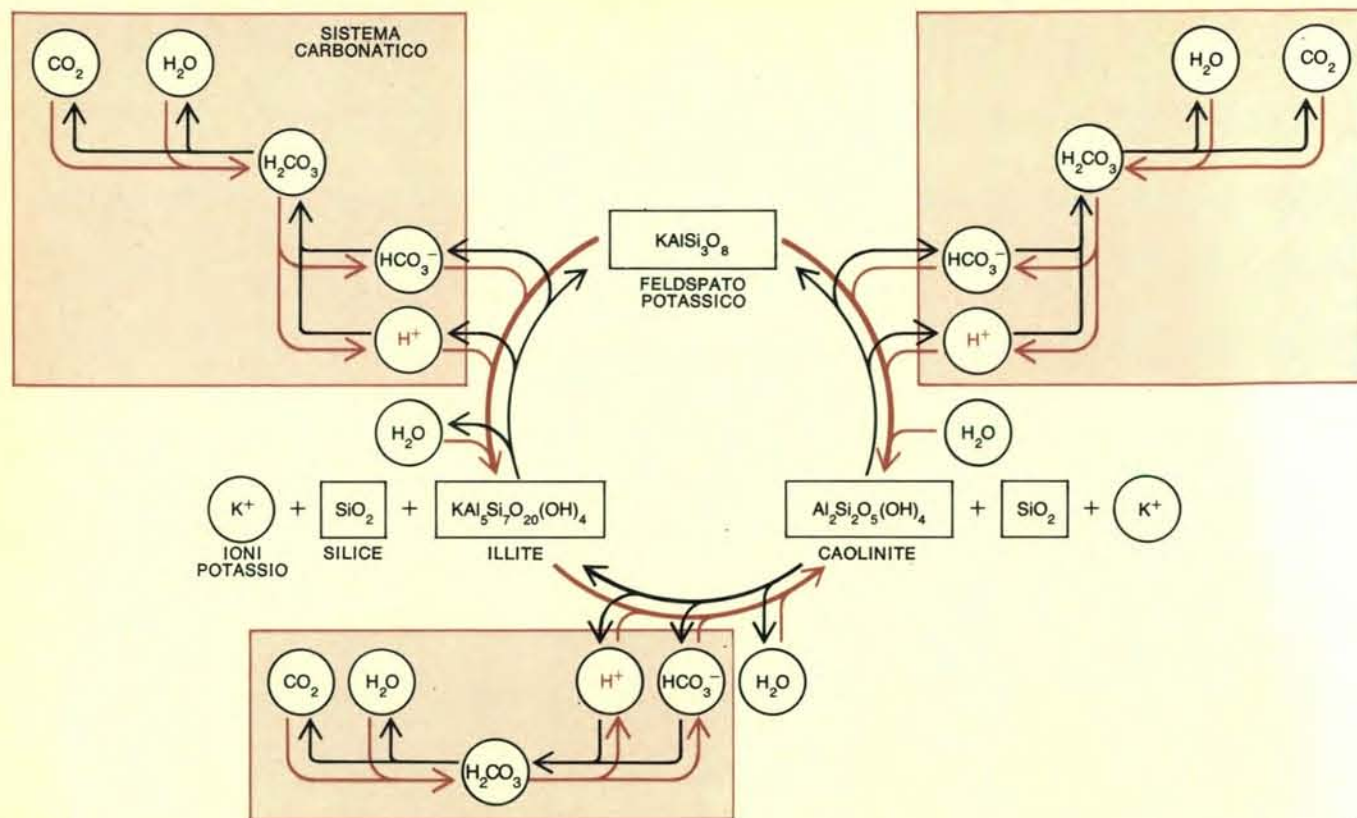 SISTEMA
CARBONATICO
CO₂
H₂O
H₂CO₃
HCO₃⁻
H⁺
H₂O
H₂O
CO₂
H₂CO₃
HCO₃⁻
H⁺
H₂O
KAlSi₃O₈
FELDSPATO
POTASSICO
K⁺ + SiO₂ + KAl₅Si₇O₂₀(OH)₄
IONI
POTASSIO
SILICE
ILLITE
Al₂Si₂O₅(OH)₄ + SiO₂ + K⁺
CAOLINITE
CO₂
H₂O
H₂CO₃
H⁺
HCO₃⁻
H₂O